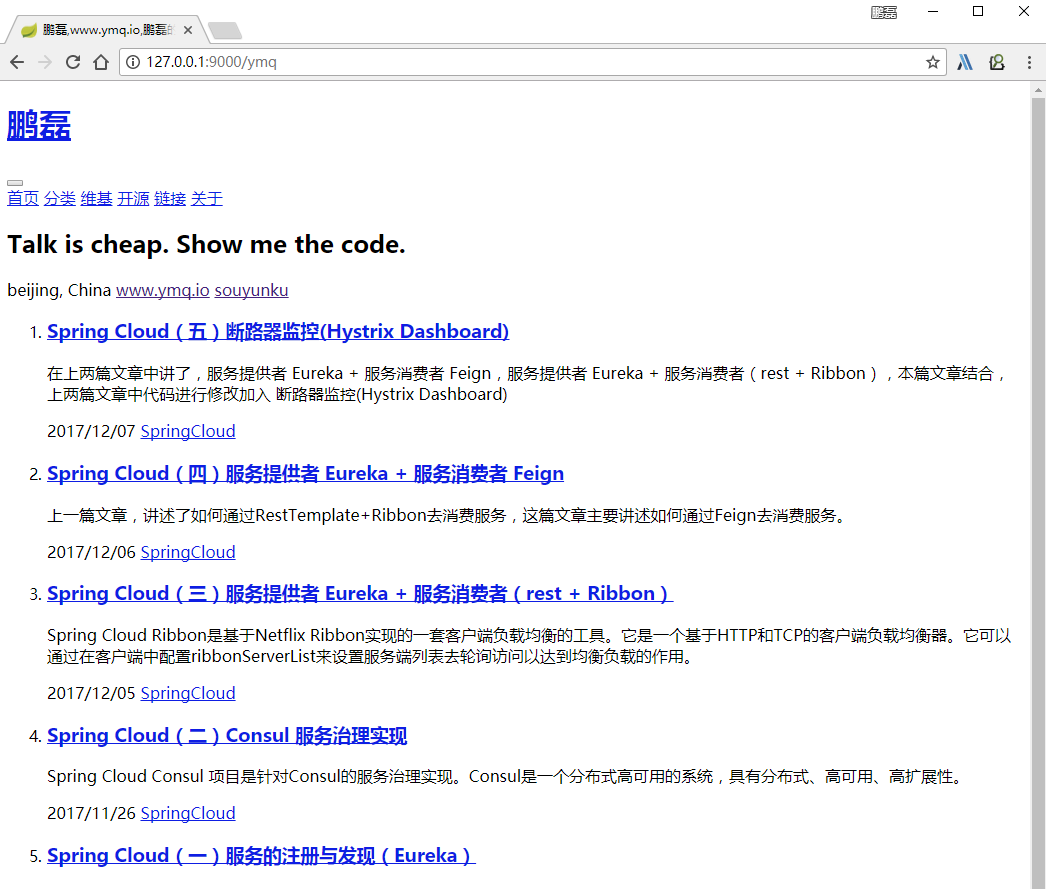 鹏磊
鹏磊,www.ymq.io,鹏磊的
127.0.0.1:9000/ymq
鹏磊
首页 分类 维基 开源 链接 关于
Talk is cheap. Show me the code.
beijing, China www.ymq.io souyunku
1. Spring Cloud（五）断路器监控(Hystrix Dashboard)
在上两篇文章中讲了，服务提供者 Eureka + 服务消费者 Feign，服务提供者 Eureka + 服务消费者（rest + Ribbon），本篇文章结合，
上两篇文章中代码进行修改加入 断路器监控(Hystrix Dashboard)
2017/12/07 SpringCloud
2. Spring Cloud（四）服务提供者 Eureka + 服务消费者 Feign
上一篇文章，讲述了如何通过RestTemplate+Ribbon去消费服务，这篇文章主要讲述如何通过Feign去消费服务。
2017/12/06 SpringCloud
3. Spring Cloud（三）服务提供者 Eureka + 服务消费者（rest + Ribbon）
Spring Cloud Ribbon是基于Netflix Ribbon实现的一套客户端负载均衡的工具。它是一个基于HTTP和TCP的客户端负载均衡器。它可以
通过在客户端中配置ribbonServerList来设置服务端列表去轮询访问以达到均衡负载的作用。
2017/12/05 SpringCloud
4. Spring Cloud（二）Consul 服务治理实现
Spring Cloud Consul 项目是针对Consul的服务治理实现。Consul是一个分布式高可用的系统，具有分布式、高可用、高扩展性。
2017/11/26 SpringCloud
5. Spring Cloud（一）服务的注册与发现（Eureka）